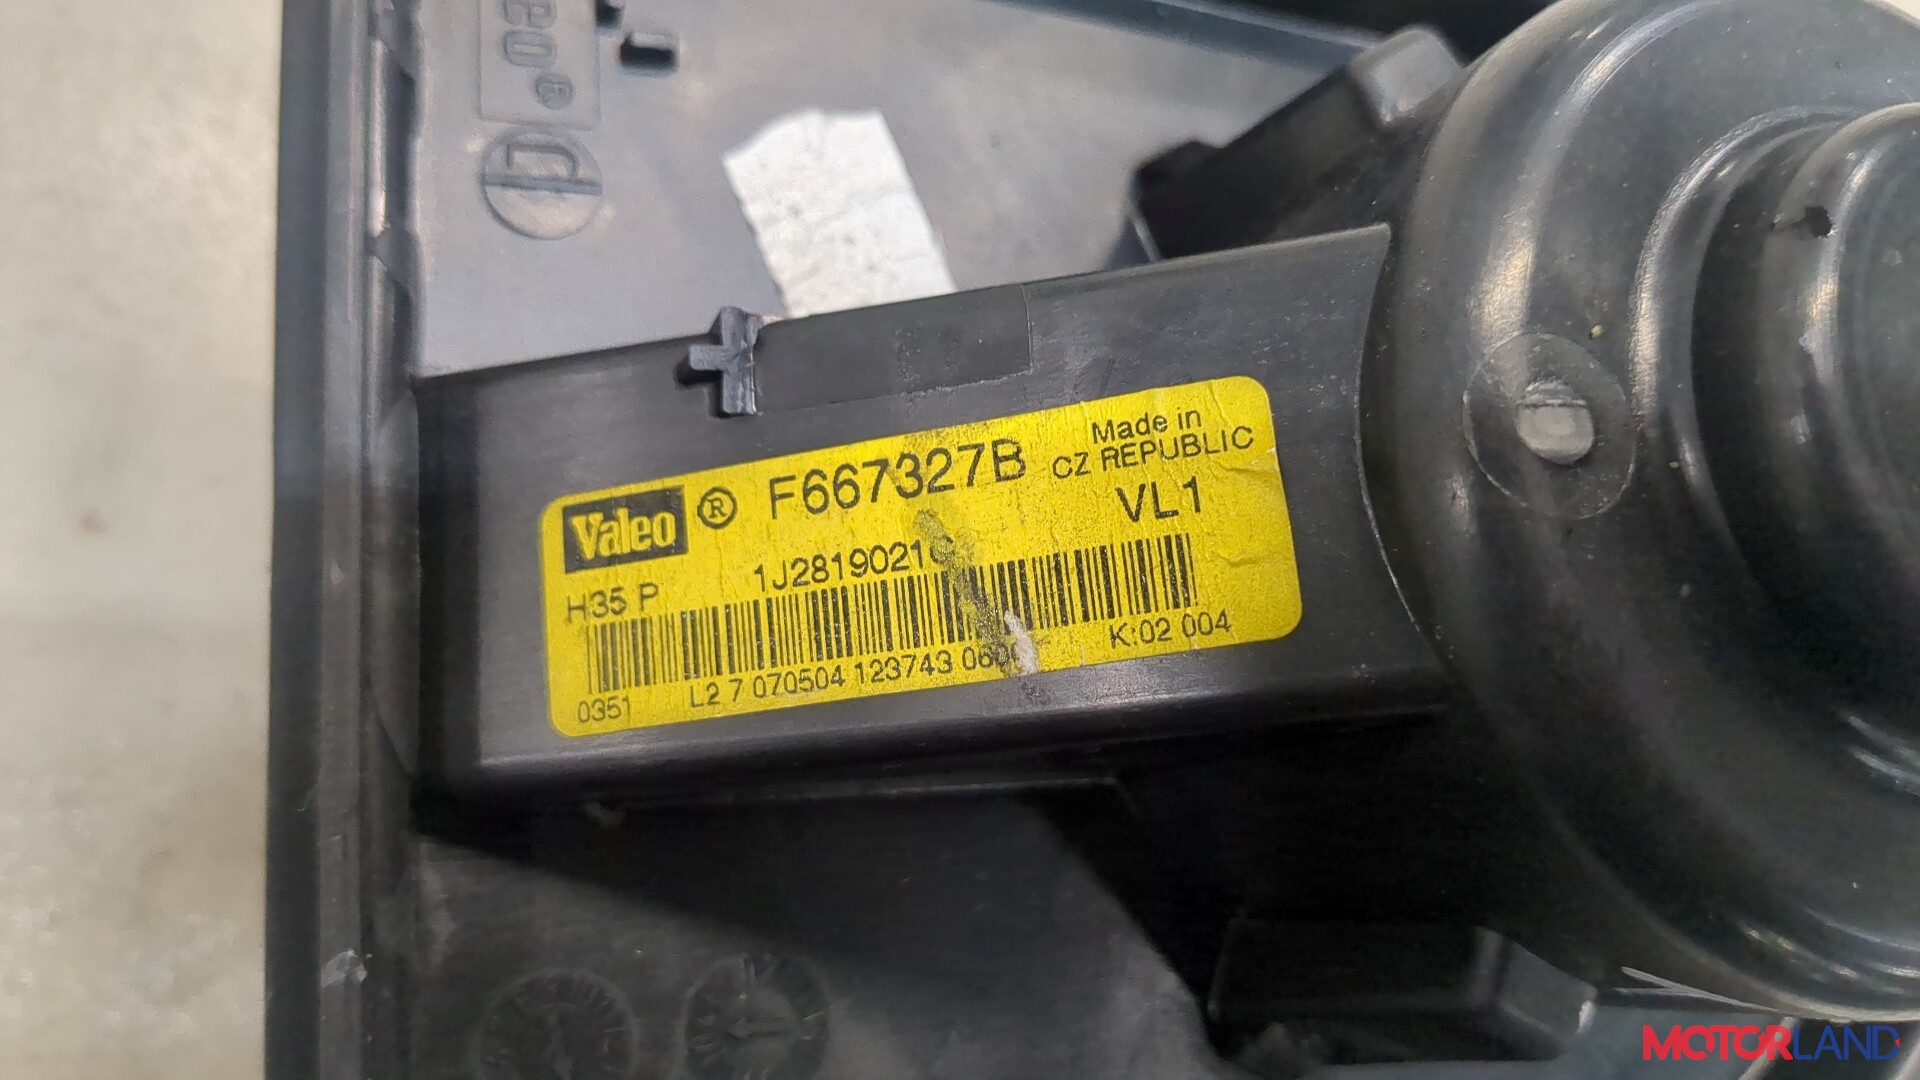 Valeo ® F667327B Made in
CZ REPUBLIC
VL1
H35 P 1J2819021
K:02 004
0351 L2 7 070504 123743
MOTORLAND